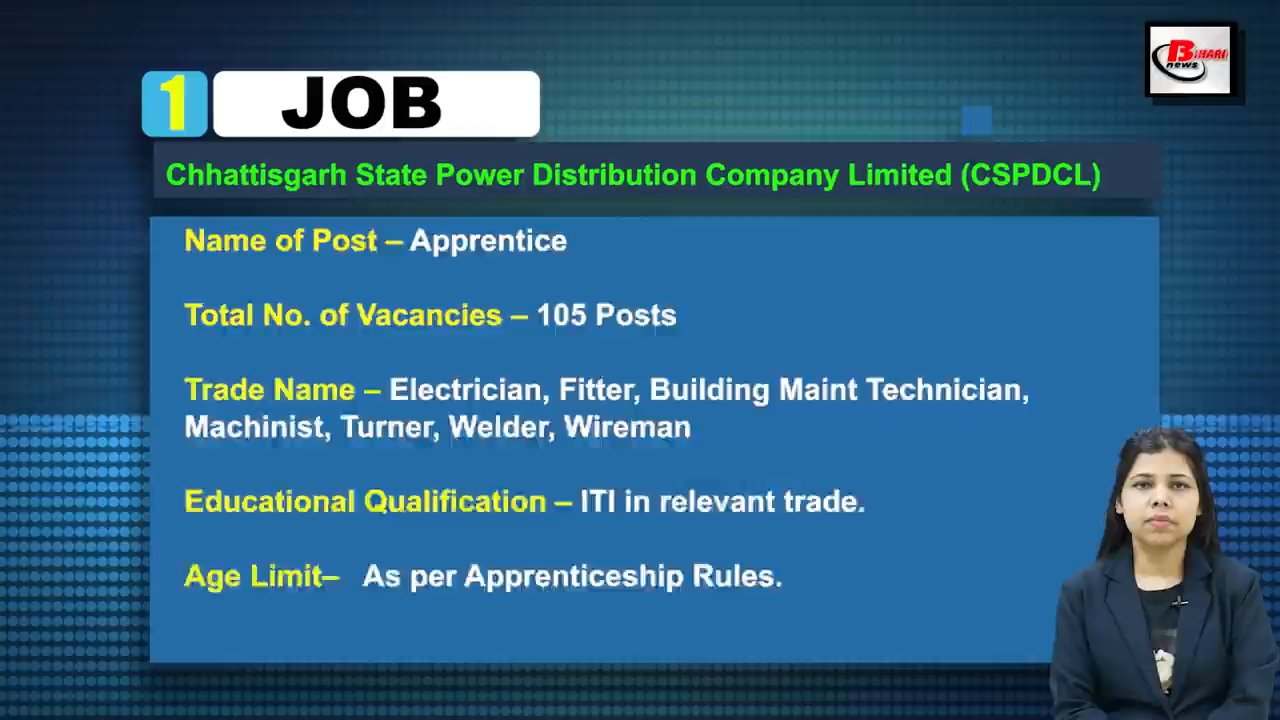 BIHARI
news
1 JOB
Chhattisgarh State Power Distribution Company Limited (CSPDCL)
Name of Post – Apprentice
Total No. of Vacancies – 105 Posts
Trade Name – Electrician, Fitter, Building Maint Technician,
Machinist, Turner, Welder, Wireman
Educational Qualification – ITI in relevant trade.
Age Limit– As per Apprenticeship Rules.